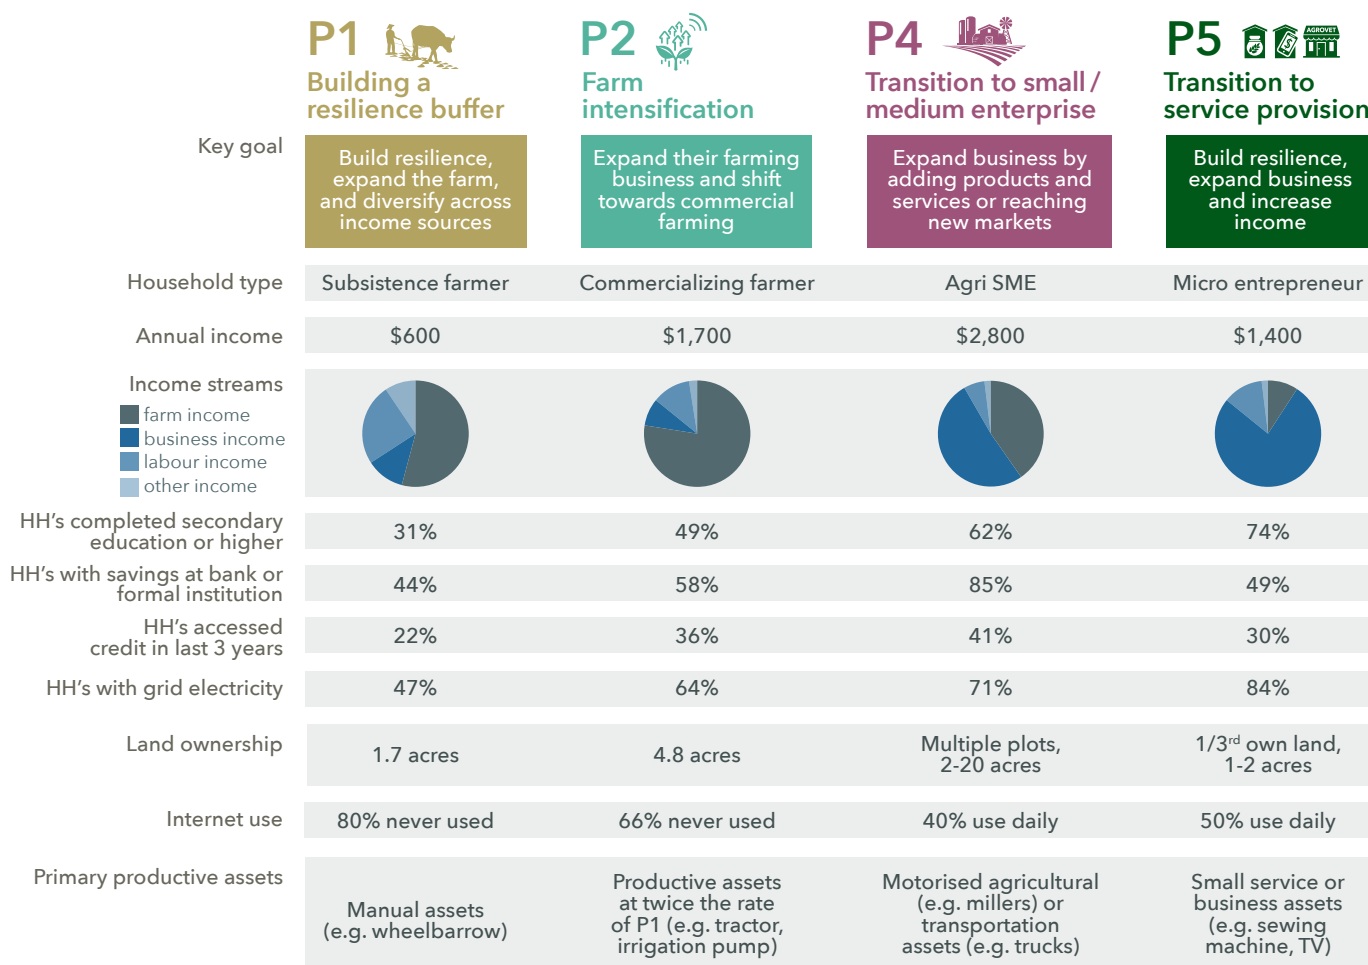 P1
Building a
resilience buffer
P2
Farm
intensification
P4
Transition to small /
medium enterprise
P5
AGROVET
Transition to
service provision
Key goal
Build resilience,
expand the farm,
and diversify across
income sources
Expand their farming
business and shift
towards commercial
farming
Expand business by
adding products and
services or reaching
new markets
Build resilience,
expand business
and increase
income
Household type
Subsistence farmer
Commercializing farmer
Agri SME
Micro entrepreneur
Annual income
$600
$1,700
$2,800
$1,400
Income streams
farm income
business income
labour income
other income
HH's completed secondary
education or higher
31%
49%
62%
74%
HH's with savings at bank or
formal institution
44%
58%
85%
49%
HH's accessed
credit in last 3 years
22%
36%
41%
30%
HH's with grid electricity
47%
64%
71%
84%
Land ownership
1.7 acres
4.8 acres
Multiple plots,
2-20 acres
1/3rd own land,
1-2 acres
Internet use
80% never used
66% never used
40% use daily
50% use daily
Primary productive assets
Manual assets
(e.g. wheelbarrow)
Productive assets
at twice the rate
of P1 (e.g. tractor,
irrigation pump)
Motorised agricultural
(e.g. millers) or
transportation
assets (e.g. trucks)
Small service or
business assets
(e.g. sewing
machine, TV)